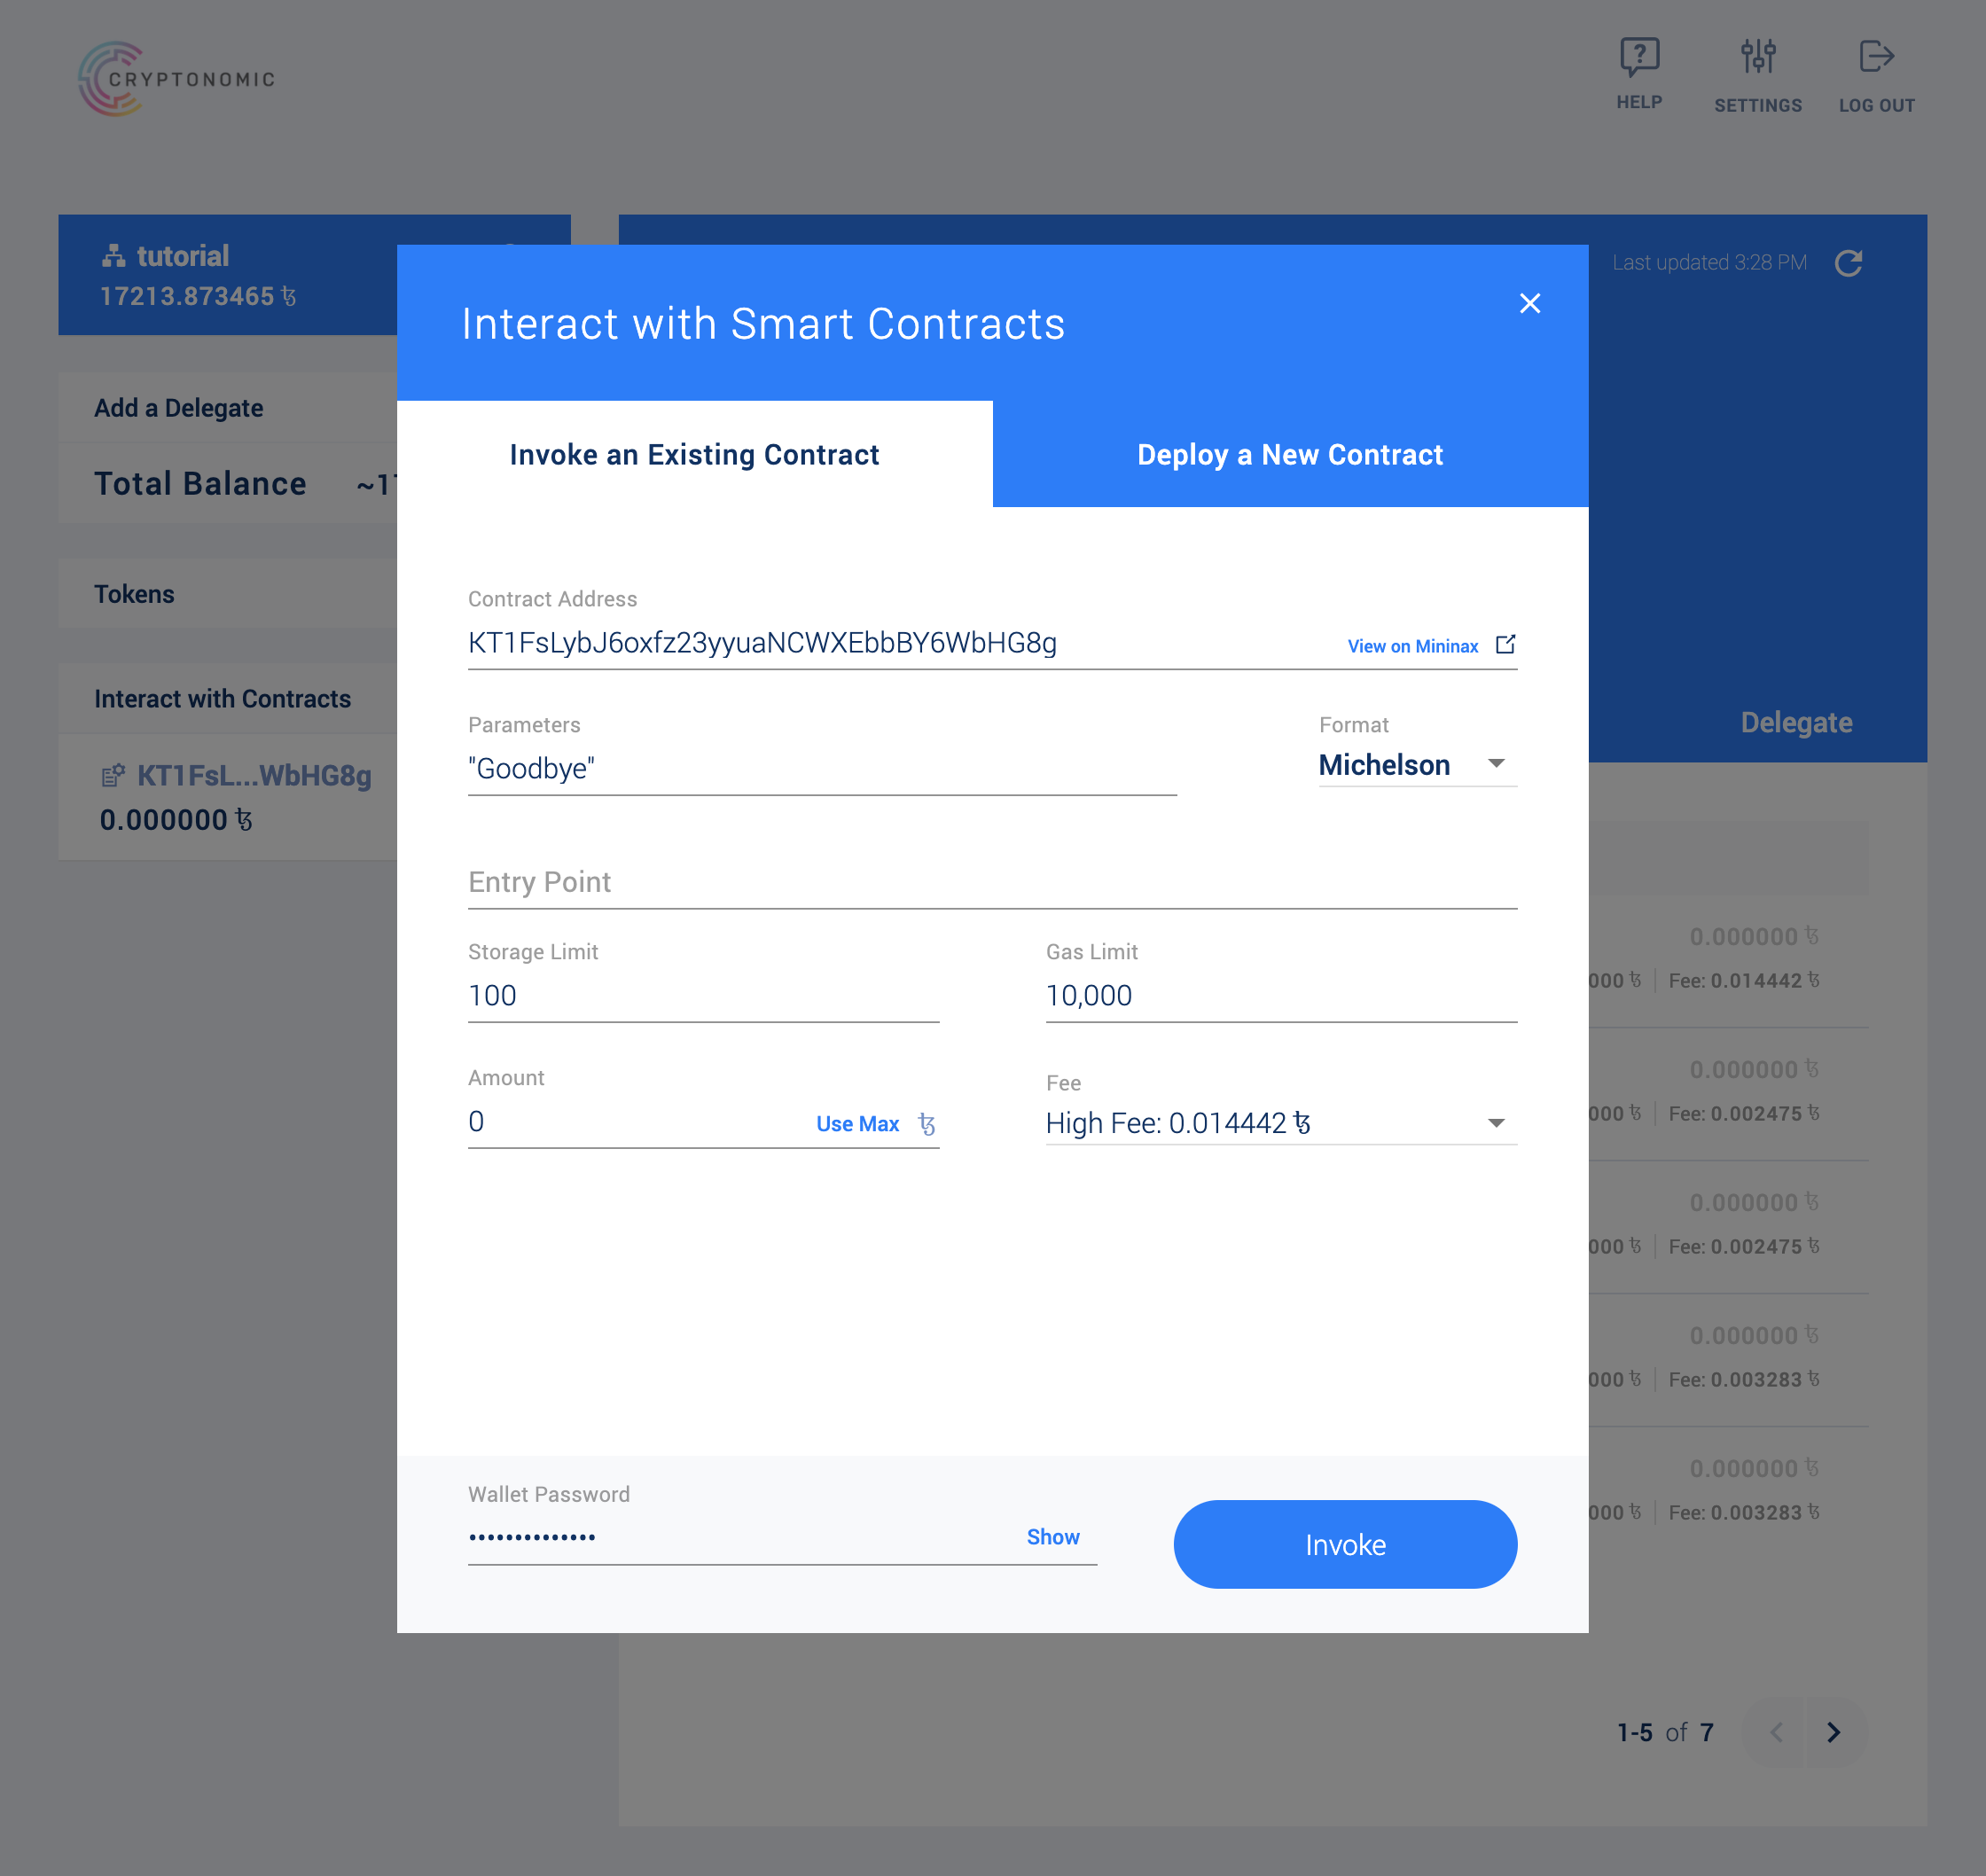 CRYPTONOMIC
HELP
SETTINGS
LOG OUT
tutorial
17213.873465 ꜩ
Last updated 3:28 PM
Interact with Smart Contracts
Add a Delegate
Total Balance
Invoke an Existing Contract
Deploy a New Contract
Tokens
Contract Address
KT1FsLybJ6oxfz23yyuaNCWXEbbBY6WbHG8g
View on Mininax
Interact with Contracts
KT1FsL...WbHG8g
0.000000 ꜩ
Parameters
"Goodbye"
Format
Michelson
Delegate
Entry Point
Storage Limit
100
Gas Limit
10,000
Amount
0
Use Max ꜩ
Fee
High Fee: 0.014442 ꜩ
0.000000 ꜩ
000 ꜩ Fee: 0.014442 ꜩ
0.000000 ꜩ
000 ꜩ Fee: 0.002475 ꜩ
0.000000 ꜩ
000 ꜩ Fee: 0.002475 ꜩ
0.000000 ꜩ
000 ꜩ Fee: 0.003283 ꜩ
0.000000 ꜩ
000 ꜩ Fee: 0.003283 ꜩ
Wallet Password
••••••••••••••
Show
Invoke
1-5 of 7